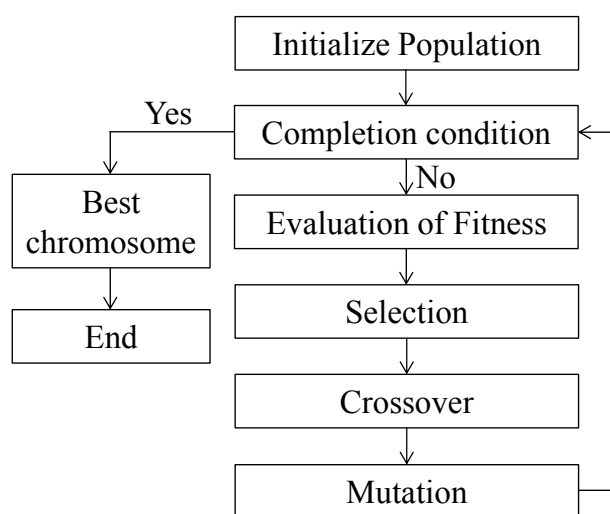 Initialize Population
Yes
Completion condition
No
Best
chromosome
Evaluation of Fitness
End
Selection
Crossover
Mutation